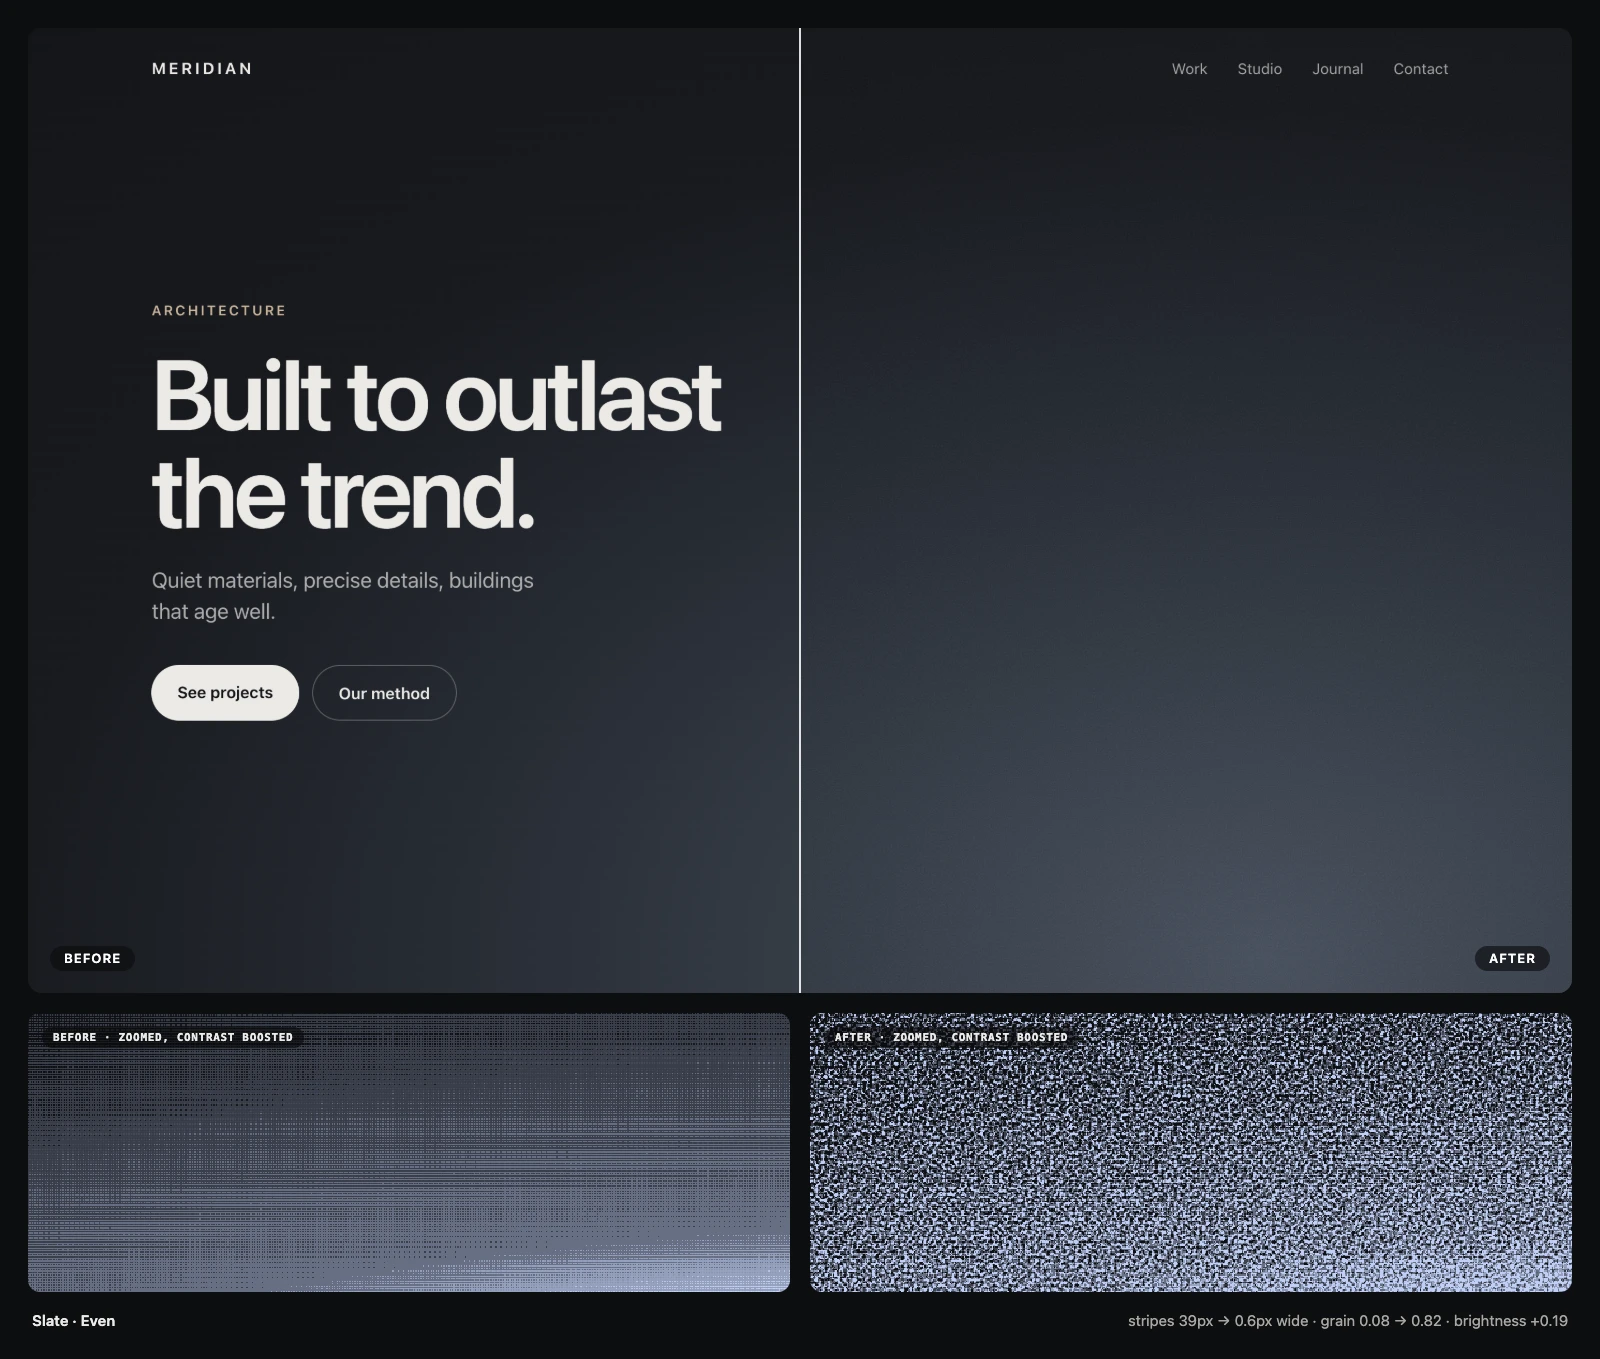 MERIDIAN
Work Studio Journal Contact
ARCHITECTURE
Built to outlast
the trend.
Quiet materials, precise details, buildings
that age well.
See projects Our method
BEFORE
AFTER
BEFORE · ZOOMED, CONTRAST BOOSTED
AFTER · ZOOMED, CONTRAST BOOSTED
Slate · Even
stripes 39px → 0.6px wide · grain 0.08 → 0.82 · brightness +0.19